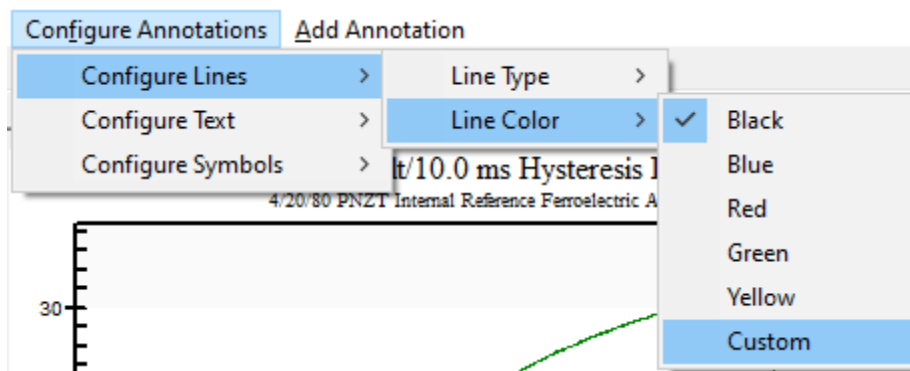 Configure Annotations Add Annotation
Configure Lines > Line Type >
Configure Text > Line Color > ✓ Black
Configure Symbols > Blue
lt/10.0 ms Hysteresis
4/20/80 PNZT Internal Reference Ferroelectric A
Red
Green
30
Yellow
Custom